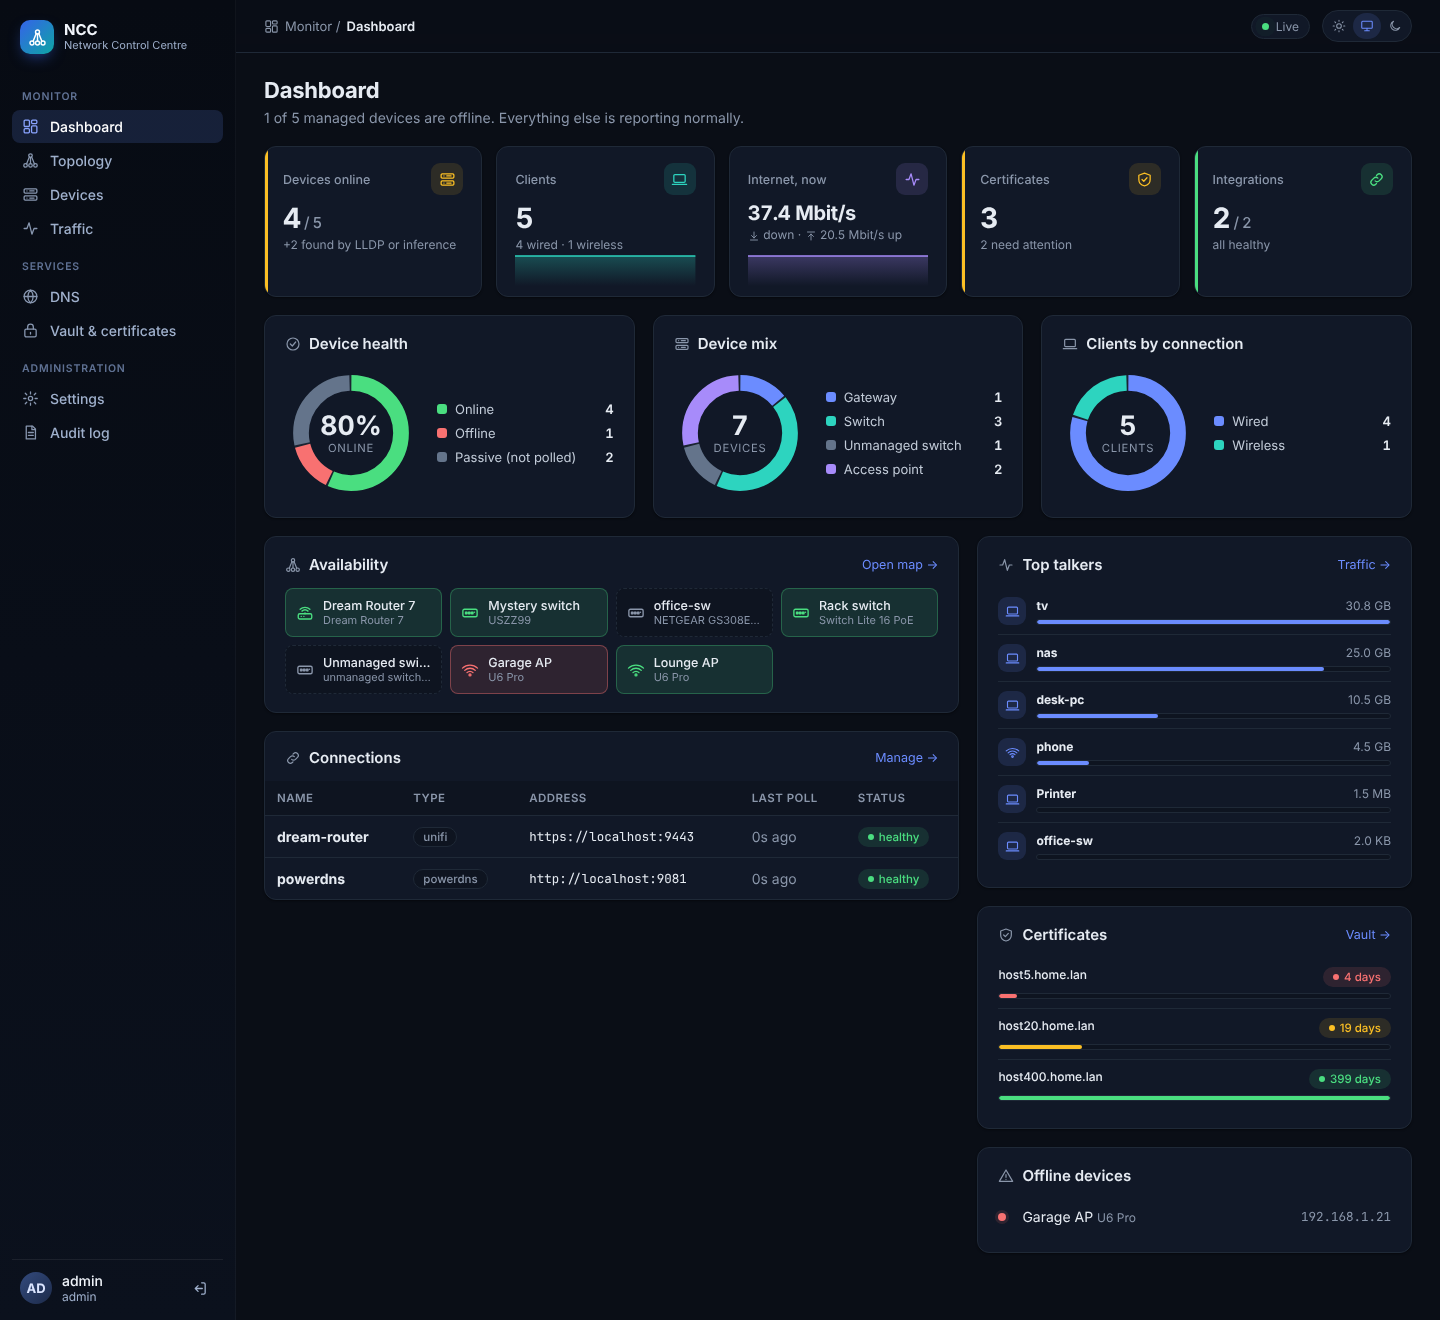 NCC
Network Control Centre
MONITOR
Dashboard
Topology
Devices
Traffic
SERVICES
DNS
Vault & certificates
ADMINISTRATION
Settings
Audit log
AD
admin
admin
Monitor / Dashboard
Live
Dashboard
1 of 5 managed devices are offline. Everything else is reporting normally.
Devices online
4 / 5
+2 found by LLDP or inference
Clients
5
4 wired · 1 wireless
Internet, now
37.4 Mbit/s
down · 20.5 Mbit/s up
Certificates
3
2 need attention
Integrations
2 / 2
all healthy
Device health
80%
ONLINE
Online 4
Offline 1
Passive (not polled) 2
Device mix
7
DEVICES
Gateway 1
Switch 3
Unmanaged switch 1
Access point 2
Clients by connection
5
CLIENTS
Wired 4
Wireless 1
Availability
Open map →
Dream Router 7
Dream Router 7
Mystery switch
USZZ99
office-sw
NETGEAR GS308E...
Rack switch
Switch Lite 16 PoE
Unmanaged swi...
unmanaged switch...
Garage AP
U6 Pro
Lounge AP
U6 Pro
Connections
Manage →
NAME TYPE ADDRESS LAST POLL STATUS
dream-router unifi https://localhost:9443 0s ago healthy
powerdns powerdns http://localhost:9081 0s ago healthy
Top talkers
Traffic →
tv 30.8 GB
nas 25.0 GB
desk-pc 10.5 GB
phone 4.5 GB
Printer 1.5 MB
office-sw 2.0 KB
Certificates
Vault →
host5.home.lan 4 days
host20.home.lan 19 days
host400.home.lan 399 days
Offline devices
Garage AP U6 Pro 192.168.1.21